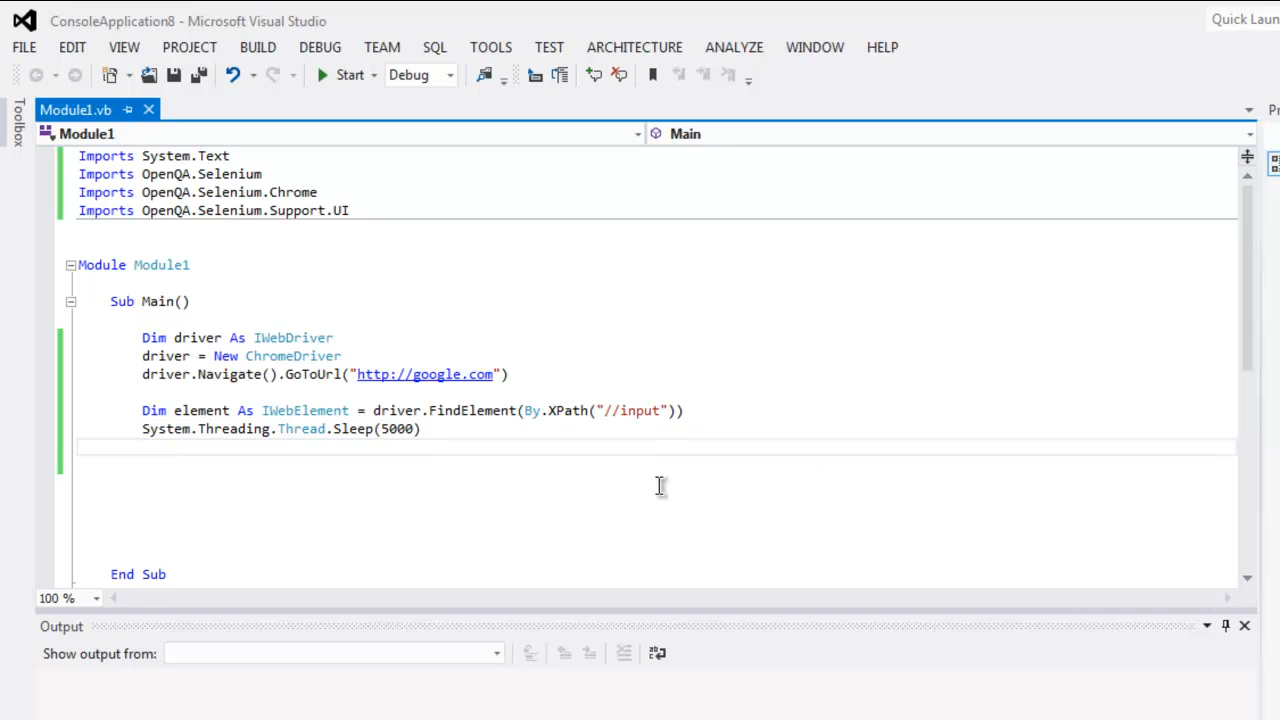 ConsoleApplication8 - Microsoft Visual Studio
Quick Laun
FILE EDIT VIEW PROJECT BUILD DEBUG TEAM SQL TOOLS TEST ARCHITECTURE ANALYZE WINDOW HELP
Start Debug
Toolbox
Module1.vb
Pr
Module1 Main
Imports System.Text
Imports OpenQA.Selenium
Imports OpenQA.Selenium.Chrome
Imports OpenQA.Selenium.Support.UI
Module Module1
Sub Main()
Dim driver As IWebDriver
driver = New ChromeDriver
driver.Navigate().GoToUrl("http://google.com")
Dim element As IWebElement = driver.FindElement(By.XPath("//input"))
System.Threading.Thread.Sleep(5000)
End Sub
100 %
Output
Show output from: